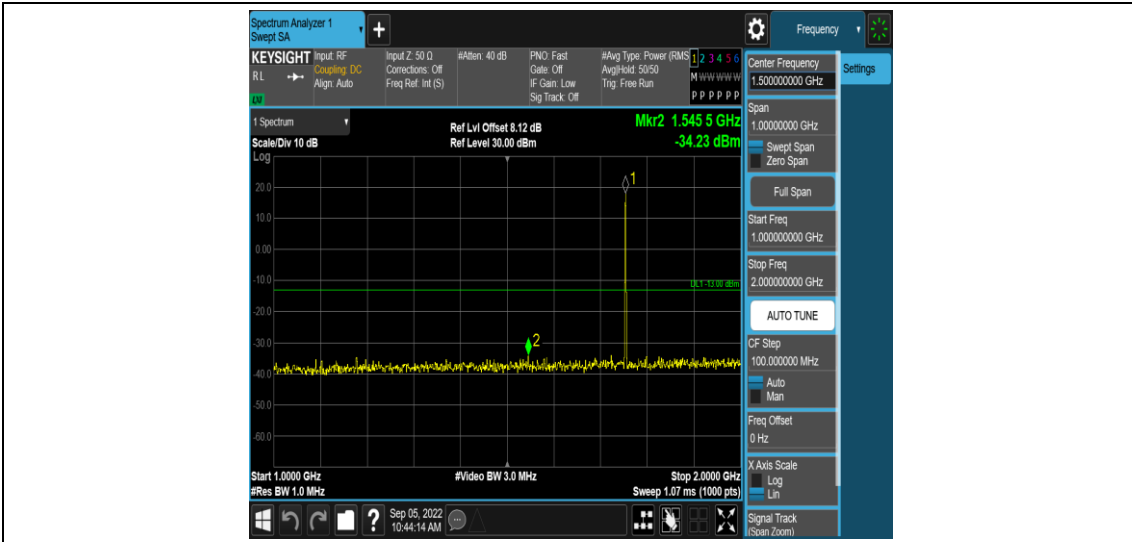 Spectrum Analyzer 1
Swept SA
Frequency
KEYSIGHT
RL
LXI
Input: RF
Coupling: DC
Align: Auto
Input Z: 50 Ω
Corrections: Off
Freq Ref: Int (S)
#Atten: 40 dB
PNO: Fast
Gate: Off
IF Gain: Low
Sig Track: Off
#Avg Type: Power (RMS
Avg|Hold: 50/50
Trig: Free Run
1 2 3 4 5 6
M W W W W W
P P P P P P
1 Spectrum
Scale/Div 10 dB
Log
Ref Lvl Offset 8.12 dB
Ref Level 30.00 dBm
Mkr2 1.545 5 GHz
-34.23 dBm
20.0
10.0
0.00
-10.0
-20.0
-30.0
-40.0
-50.0
-60.0
1
DL1 -13.00 dBm
2
Start 1.0000 GHz
#Res BW 1.0 MHz
#Video BW 3.0 MHz
Stop 2.0000 GHz
Sweep 1.07 ms (1000 pts)
?
Sep 05, 2022
10:44:14 AM
Center Frequency
1.500000000 GHz
Settings
Span
1.00000000 GHz
Swept Span
Zero Span
Full Span
Start Freq
1.000000000 GHz
Stop Freq
2.000000000 GHz
AUTO TUNE
CF Step
100.000000 MHz
Auto
Man
Freq Offset
0 Hz
X Axis Scale
Log
Lin
Signal Track
(Span Zoom)